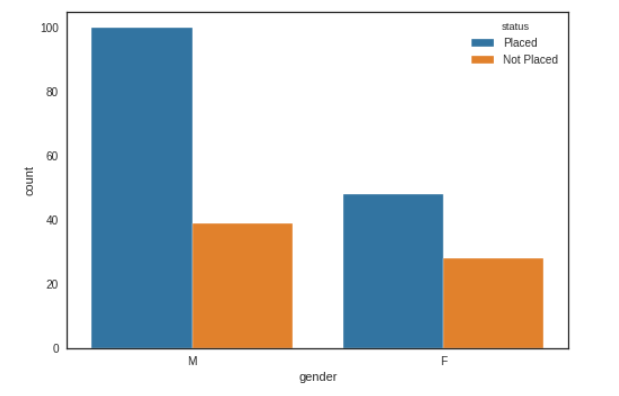 status
Placed
Not Placed
100
80
60
40
20
0
count
M F
gender